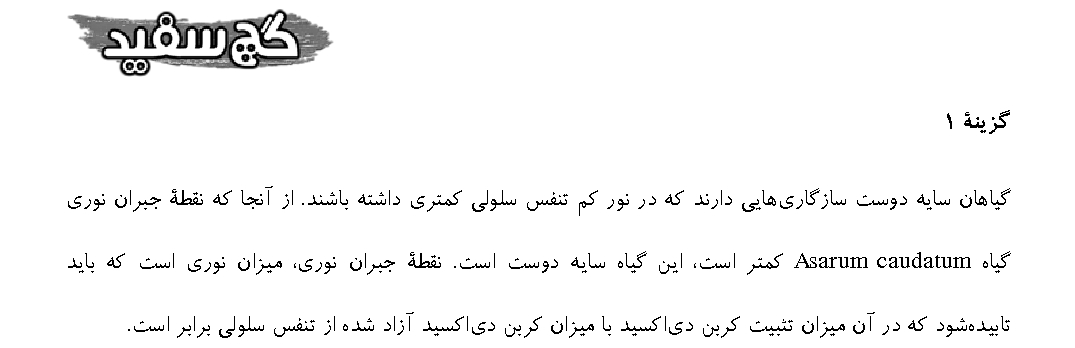 گچ سفید
گزینهٔ ۱
گیاهان سایه دوست سازگاری‌هایی دارند که در نور کم تنفس سلولی کمتری داشته باشند. از آنجا که نقطهٔ جبران نوری
گیاه Asarum caudatum کمتر است، این گیاه سایه دوست است. نقطهٔ جبران نوری، میزان نوری است که باید
تابیده‌شود که در آن میزان تثبیت کربن دی‌اکسید با میزان کربن دی‌اکسید آزاد شده از تنفس سلولی برابر است.